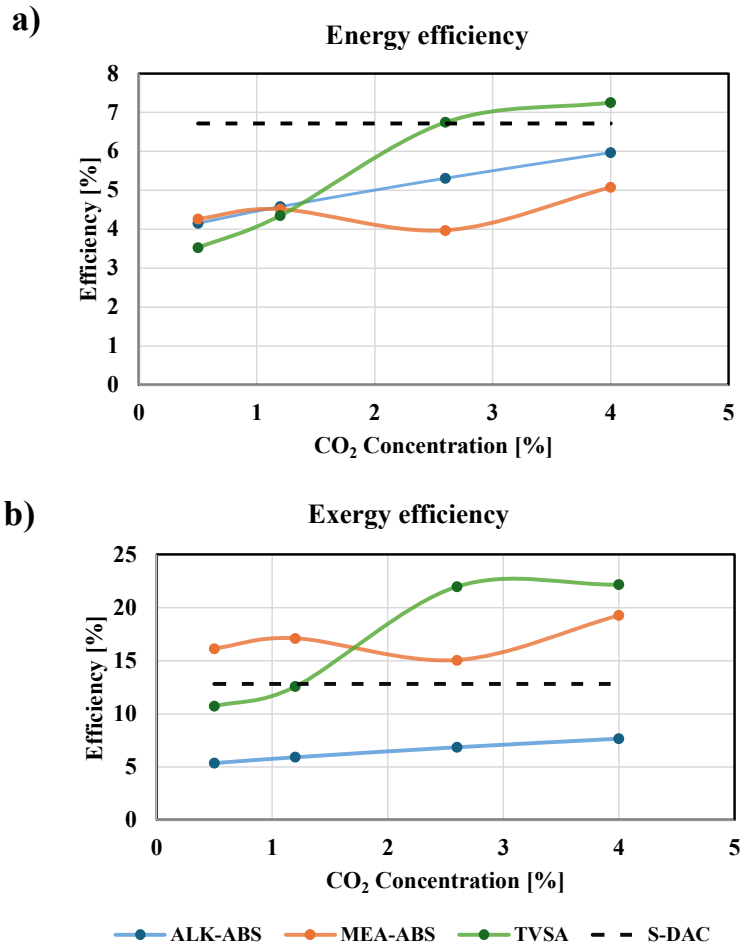 a)
Energy efficiency
8
7
6
5
4
3
2
1
0
Efficiency [%]
0 1 2 3 4 5
CO₂ Concentration [%]
b)
Exergy efficiency
25
20
15
10
5
0
Efficiency [%]
0 1 2 3 4 5
CO₂ Concentration [%]
ALK-ABS MEA-ABS TVSA S-DAC